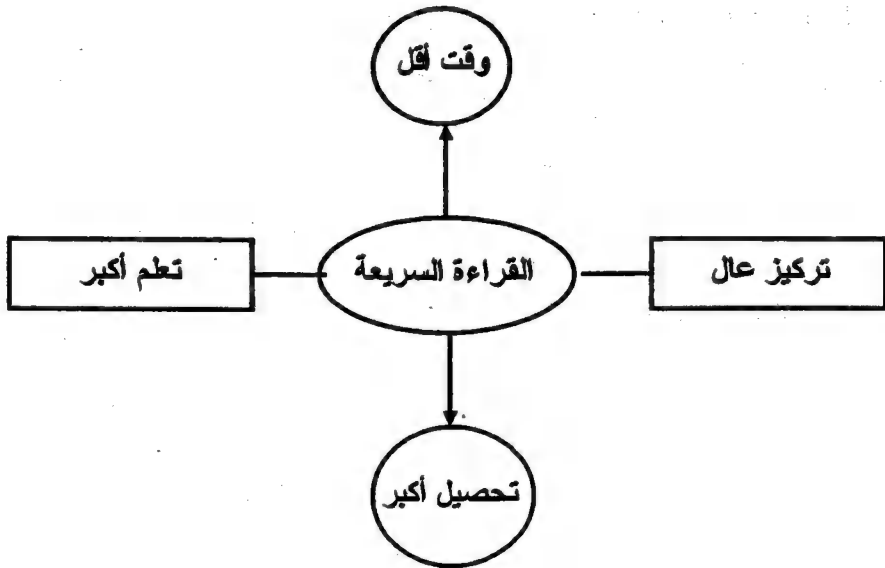 وقت أقل
تركيز عال
القراءة السريعة
تعلم أكبر
تحصيل أكبر